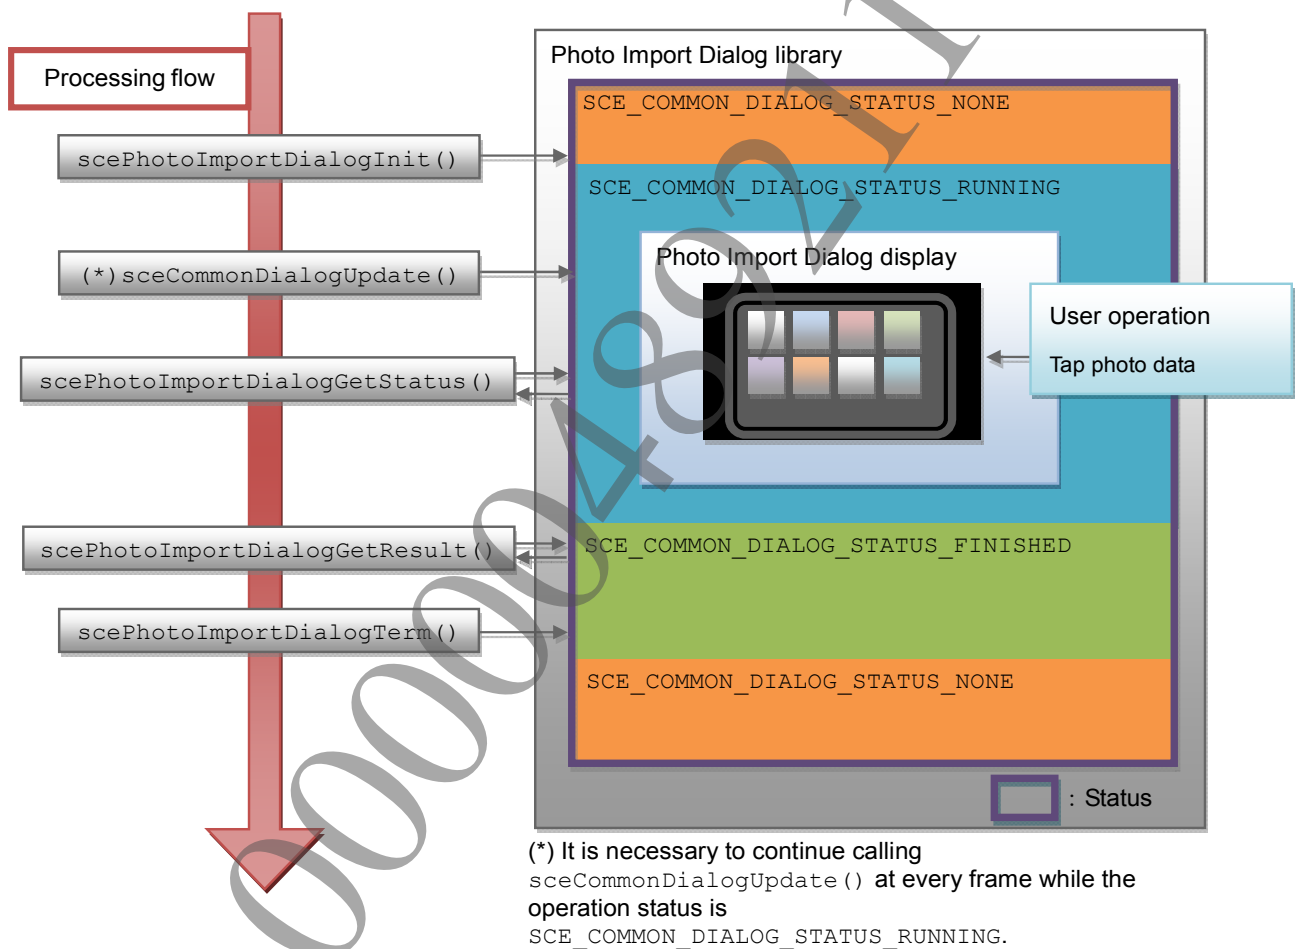 Processing flow
Photo Import Dialog library
SCE_COMMON_DIALOG_STATUS_NONE
scePhotoImportDialogInit()
SCE_COMMON_DIALOG_STATUS_RUNNING
(*)sceCommonDialogUpdate()
Photo Import Dialog display
User operation
Tap photo data
scePhotoImportDialogGetStatus()
scePhotoImportDialogGetResult()
SCE_COMMON_DIALOG_STATUS_FINISHED
scePhotoImportDialogTerm()
SCE_COMMON_DIALOG_STATUS_NONE
: Status
(*) It is necessary to continue calling
sceCommonDialogUpdate() at every frame while the
operation status is
SCE_COMMON_DIALOG_STATUS_RUNNING.